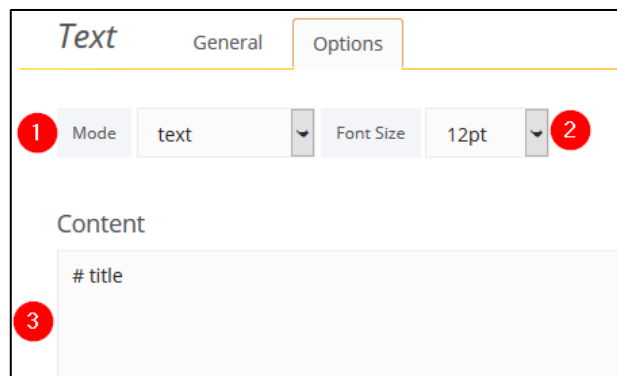 Text General Options
1 Mode text Font Size 12pt 2
Content
# title
3